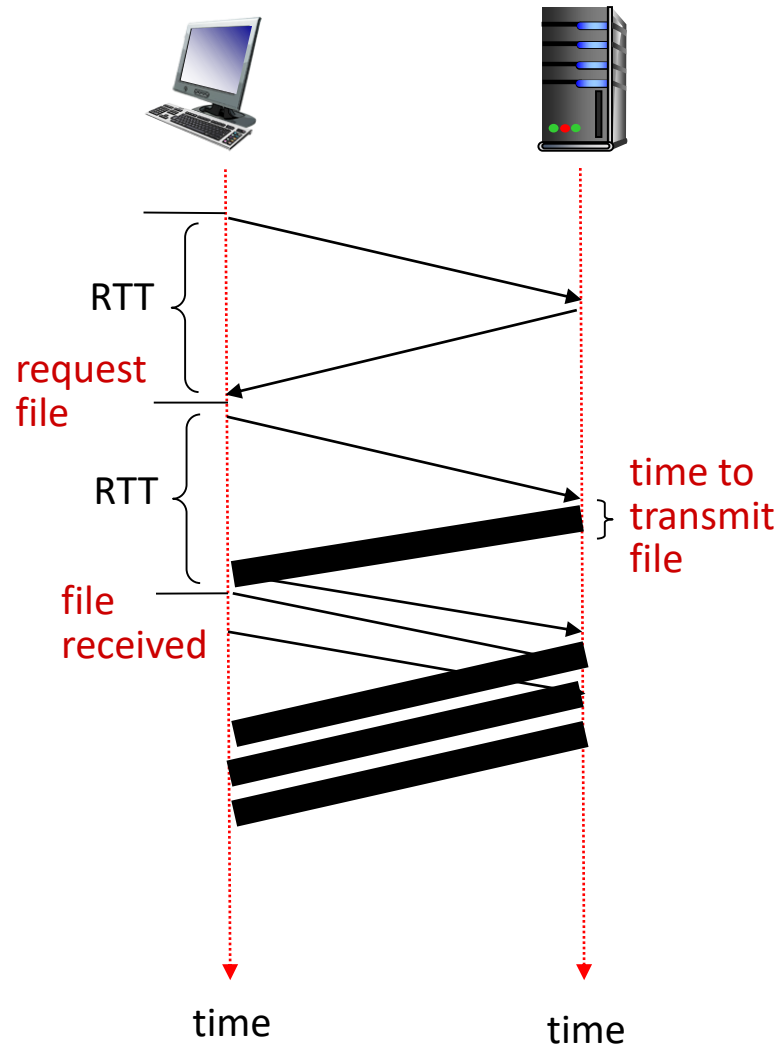 RTT
request
file
RTT
time to
transmit
file
file
received
time
time